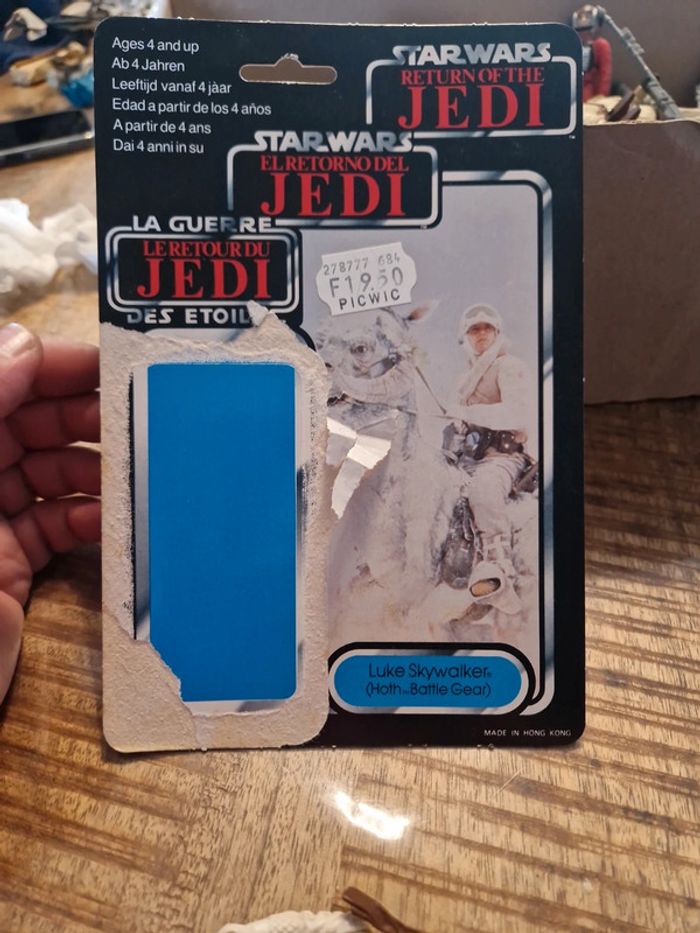 Ages 4 and up
Ab 4 Jahren
Leeftijd vanaf 4 jaar
Edad a partir de los 4 años
A partir de 4 ans
Dai 4 anni in su
STAR WARS
RETURN OF THE
JEDI
STAR WARS
EL RETORNO DEL
JEDI
LA GUERRE
LE RETOUR DU
JEDI
DES ETOIL
278777 684
F19.50
PICWIC
Luke Skywalker
(Hoth™ Battle Gear)
MADE IN HONG KONG